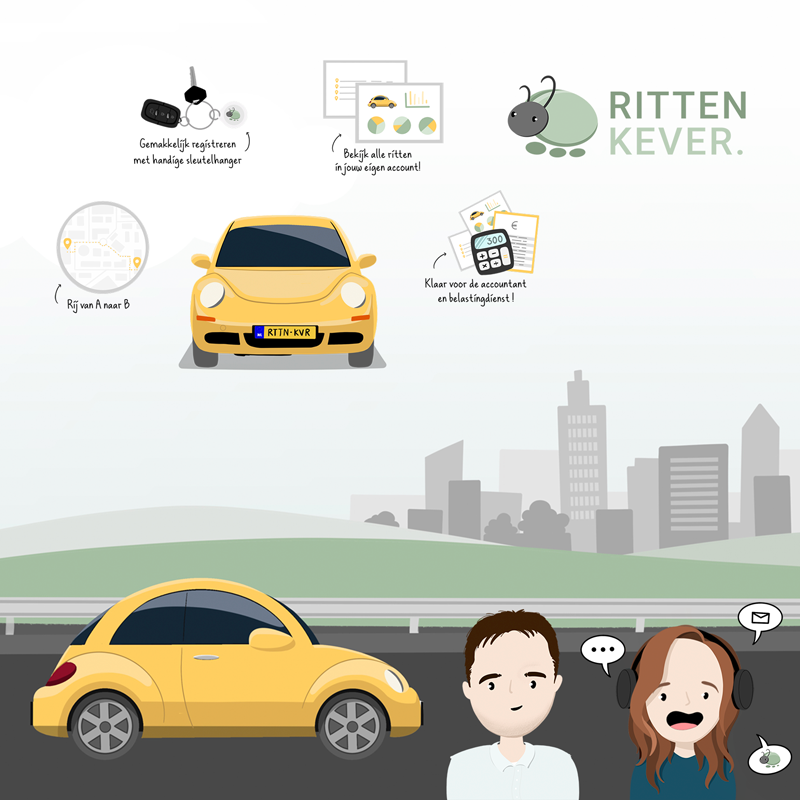 RITTEN
KEVER.
Gemakkelijk registreren
met handige sleutelhanger
Bekijk alle ritten
in jouw eigen account!
Rij van A naar B
RTTN-KVR
300
€
Klaar voor de accountant
en belastingdienst !